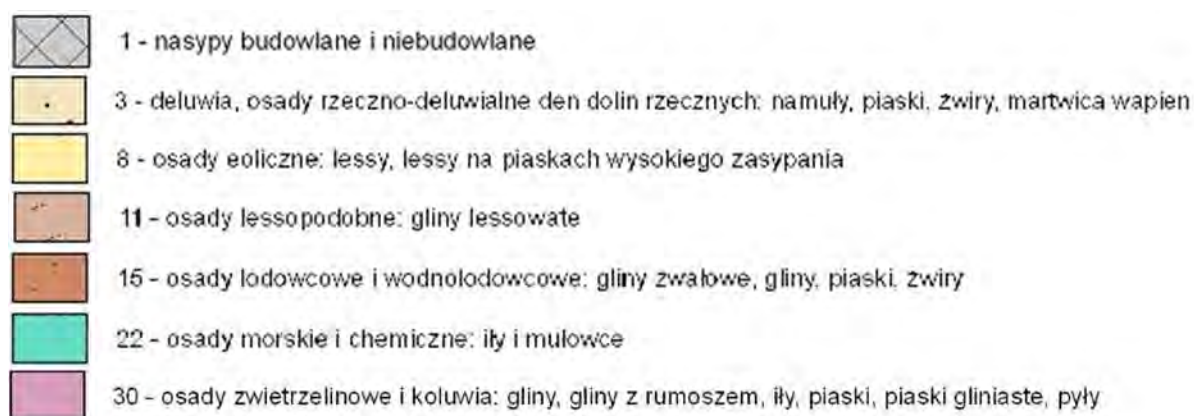 1 - nasypy budowlane i niebudowlane
3 - deluwia, osady rzeczno-deluwialne den dolin rzecznych: namuły, piaski, żwiry, martwica wapien
8 - osady eoliczne: lessy, lessy na piaskach wysokiego zasypania
11 - osady lessopodobne: gliny lessowate
15 - osady lodowcowe i wodnolodowcowe: gliny zwałowe, gliny, piaski, żwiry
22 - osady morskie i chemiczne: iły i mułowce
30 - osady zwietrzelinowe i koluwia: gliny, gliny z rumoszem, iły, piaski, piaski gliniaste, pyły